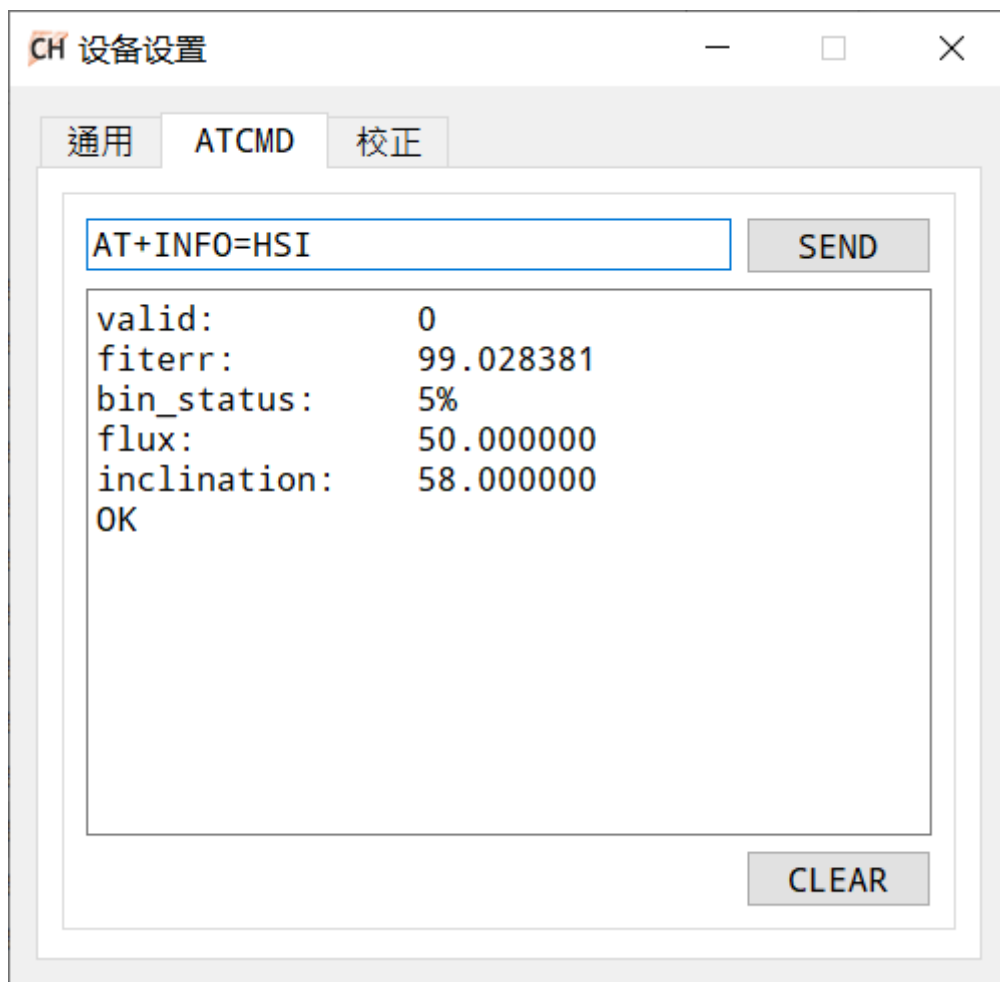 CH 设备设置
通用 ATCMD 校正
AT+INFO=HSI SEND
valid: 0
fiterr: 99.028381
bin_status: 5%
flux: 50.000000
inclination: 58.000000
OK
CLEAR